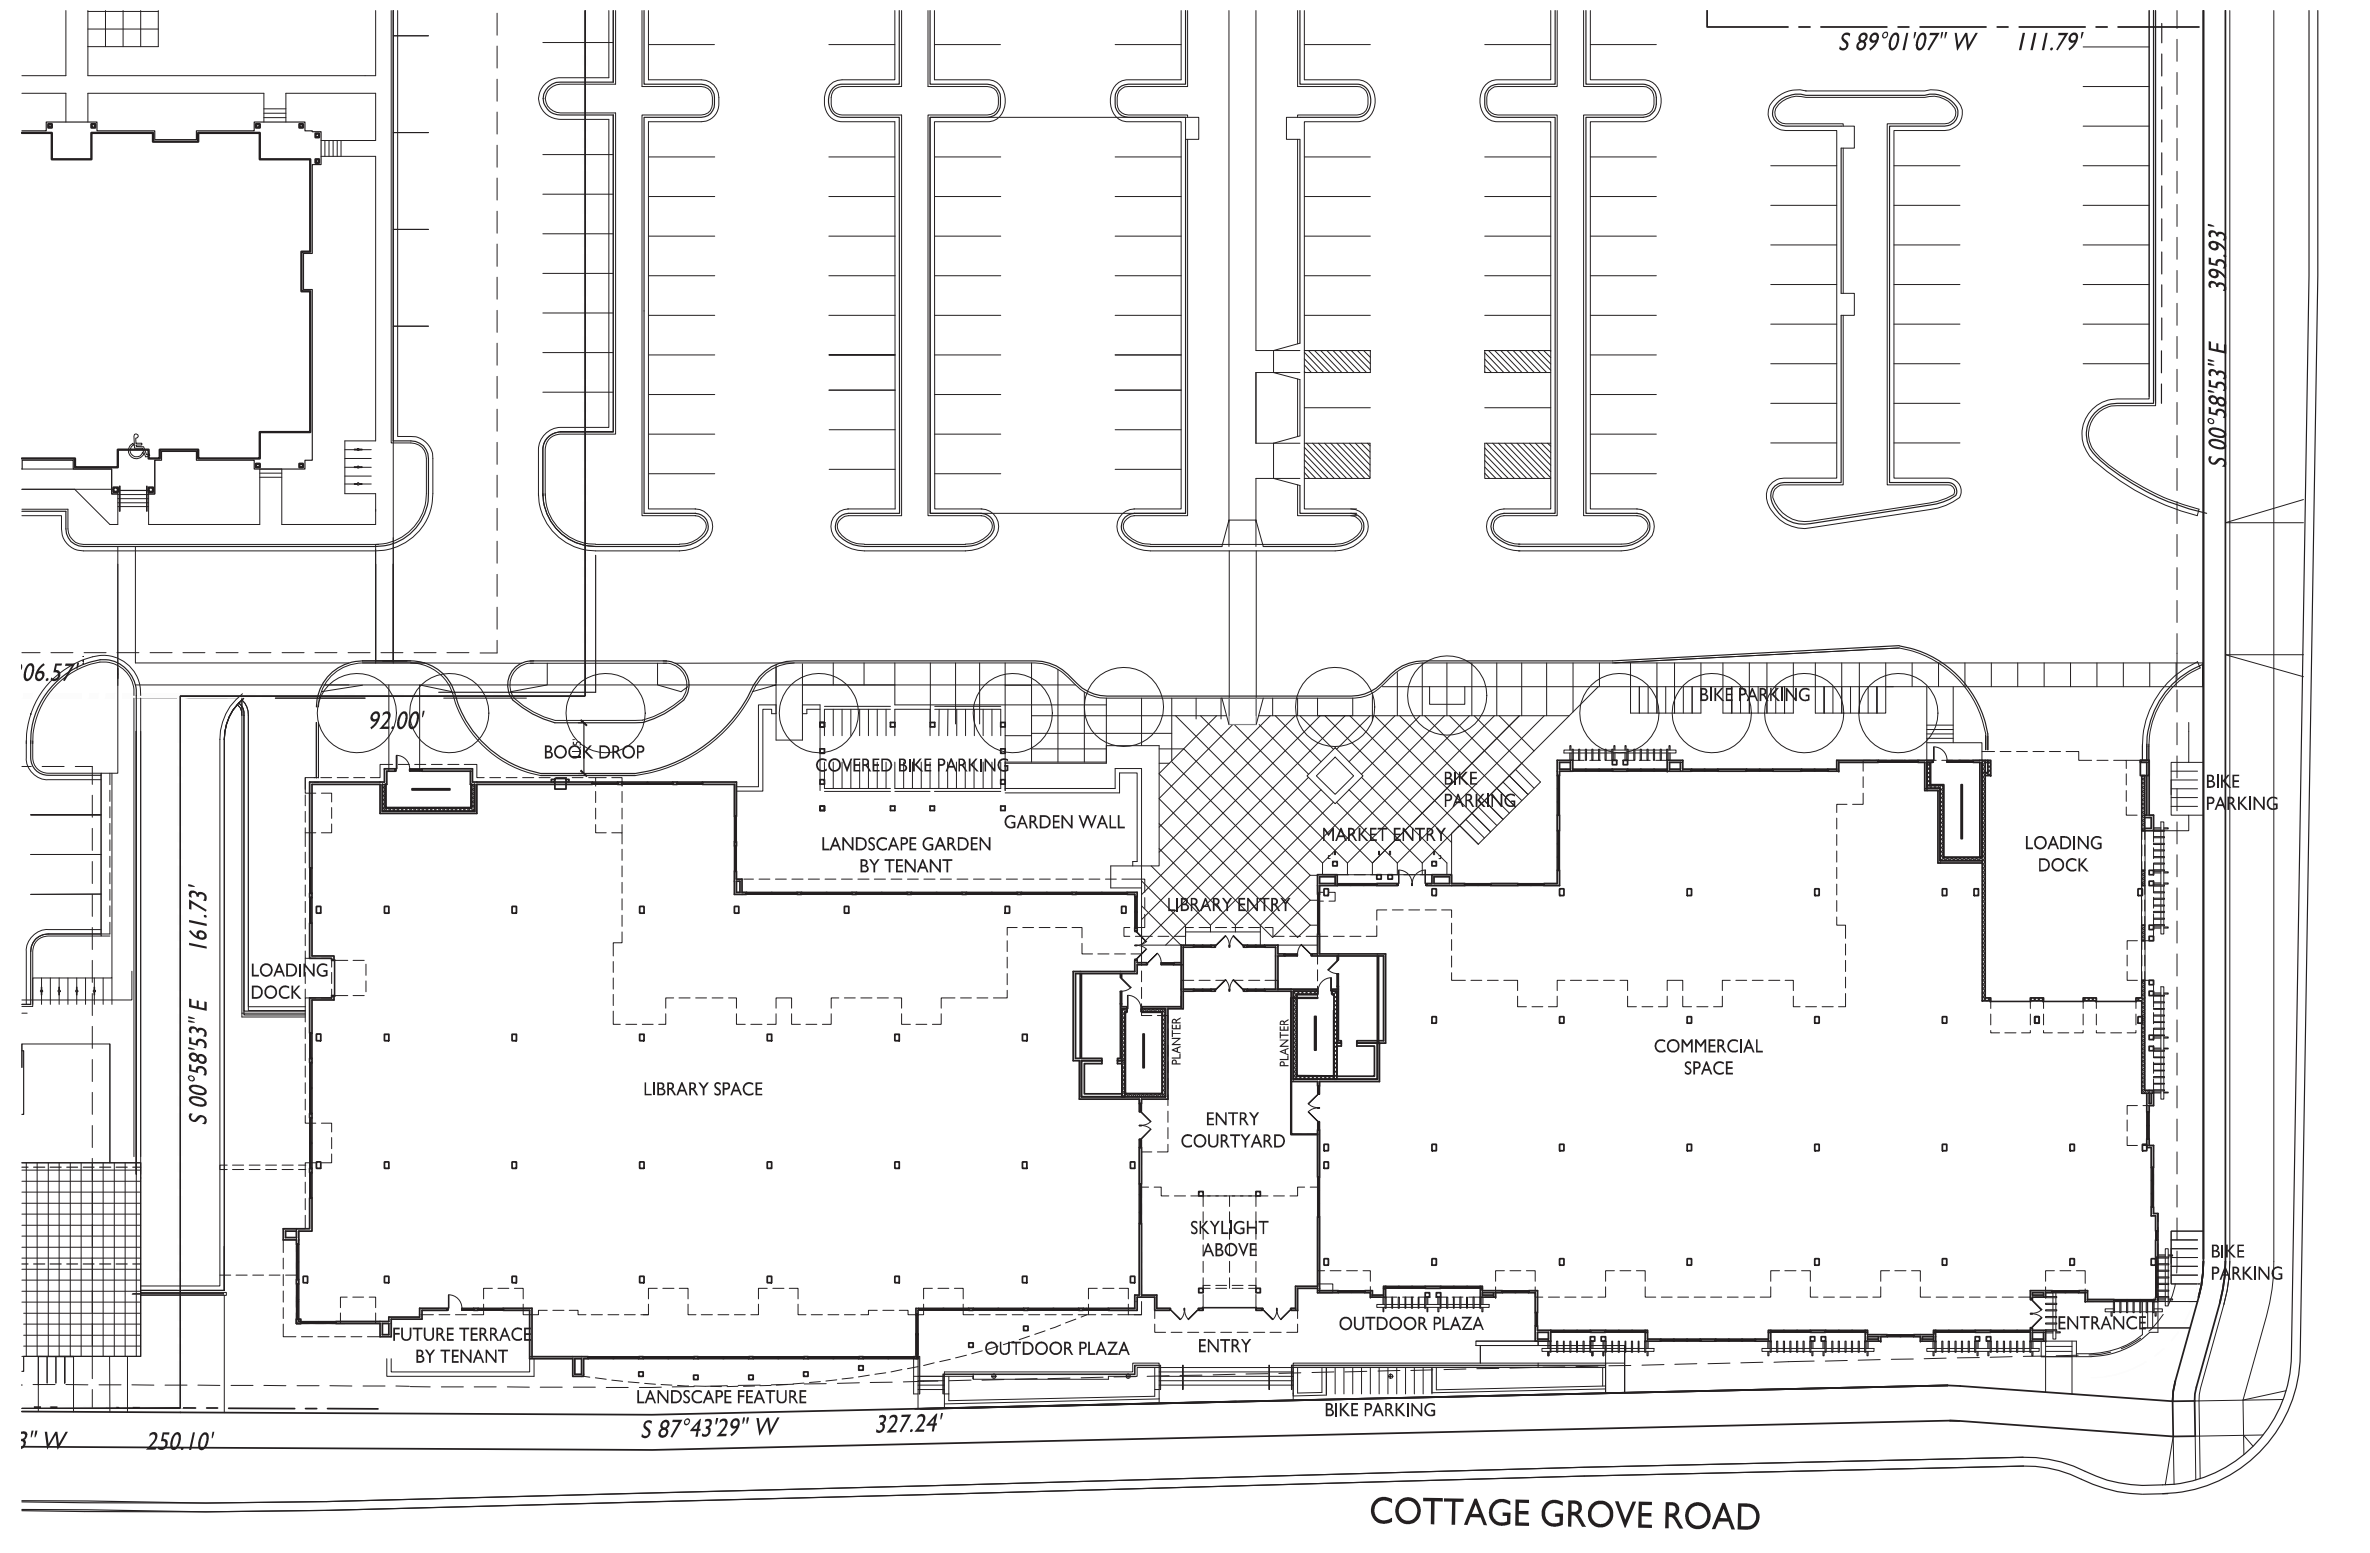 S 89°01'07" W 111.79'
S 00°58'53" E 395.93'
'06.57'
92.00'
BOOK DROP
COVERED BIKE PARKING
GARDEN WALL
LANDSCAPE GARDEN
BY TENANT
BIKE PARKING
BIKE
PARKING
MARKET ENTRY
LIBRARY ENTRY
BIKE
PARKING
LOADING
DOCK
S 00°58'53" E 161.73'
LOADING
DOCK
LIBRARY SPACE
PLANTER
PLANTER
COMMERCIAL
SPACE
ENTRY
COURTYARD
SKYLIGHT
ABOVE
BIKE
PARKING
FUTURE TERRACE
BY TENANT
OUTDOOR PLAZA
ENTRY
OUTDOOR PLAZA
ENTRANCE
LANDSCAPE FEATURE
BIKE PARKING
S 87°43'29" W 327.24'
3" W 250.10'
COTTAGE GROVE ROAD